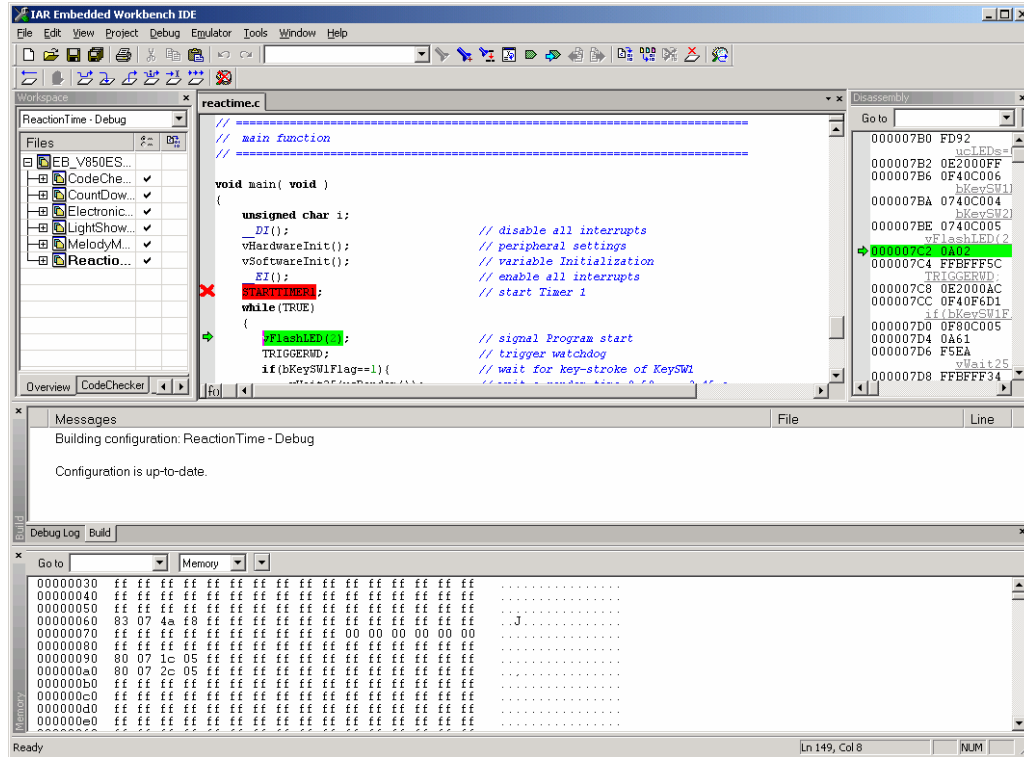 IAR Embedded Workbench IDE
File Edit View Project Debug Emulator Tools Window Help
Workspace
ReactionTime - Debug
Files
EB_V850ES...
CodeChe...
CountDow...
Electronic...
LightShow...
MelodyM...
Reactio...
Overview CodeChecker
reactime.c
// ============================================================================
// main function
// ============================================================================
void main( void )
{
unsigned char i;
__DI(); // disable all interrupts
vHardwareInit(); // peripheral settings
vSoftwareInit(); // variable Initialization
__EI(); // enable all interrupts
STARTTIMER1; // start Timer 1
while(TRUE)
{
vFlashLED(2); // signal Program start
TRIGGERWD; // trigger watchdog
if(bKeySW1Flag==1){ // wait for key-stroke of KeySW1
f()
Disassembly
Go to
000007B0 FD92
ucLEDs=
000007B2 0E2000FF
000007B6 0F40C006
bKeySW1
000007BA 0740C004
bKeySW2
000007BE 0740C005
vFlashLED(2
000007C2 0A02
000007C4 FFBFFF5C
TRIGGERWD;
000007C8 0E2000AC
000007CC 0F40F6D1
if(bKeySW1F
000007D0 0F80C005
000007D4 0A61
000007D6 F5EA
vWait25
000007D8 FFBFFF34
Messages File Line
Building configuration: ReactionTime - Debug
Configuration is up-to-date.
Build
Debug Log Build
Go to Memory
00000030 ff ff ff ff ff ff ff ff ff ff ff ff ff ff ff ff ................
00000040 ff ff ff ff ff ff ff ff ff ff ff ff ff ff ff ff ................
00000050 ff ff ff ff ff ff ff ff ff ff ff ff ff ff ff ff ................
00000060 83 07 4a f8 ff ff ff ff ff ff ff ff ff ff ff ff ..J.............
00000070 ff ff ff ff ff ff ff ff ff ff 00 00 00 00 00 00 ................
00000080 ff ff ff ff ff ff ff ff ff ff ff ff ff ff ff ff ................
00000090 80 07 1c 05 ff ff ff ff ff ff ff ff ff ff ff ff ................
000000a0 80 07 2c 05 ff ff ff ff ff ff ff ff ff ff ff ff ..,.............
000000b0 ff ff ff ff ff ff ff ff ff ff ff ff ff ff ff ff ................
000000c0 ff ff ff ff ff ff ff ff ff ff ff ff ff ff ff ff ................
000000d0 ff ff ff ff ff ff ff ff ff ff ff ff ff ff ff ff ................
000000e0 ff ff ff ff ff ff ff ff ff ff ff ff ff ff ff ff ................
Memory
Ready Ln 149, Col 8 NUM